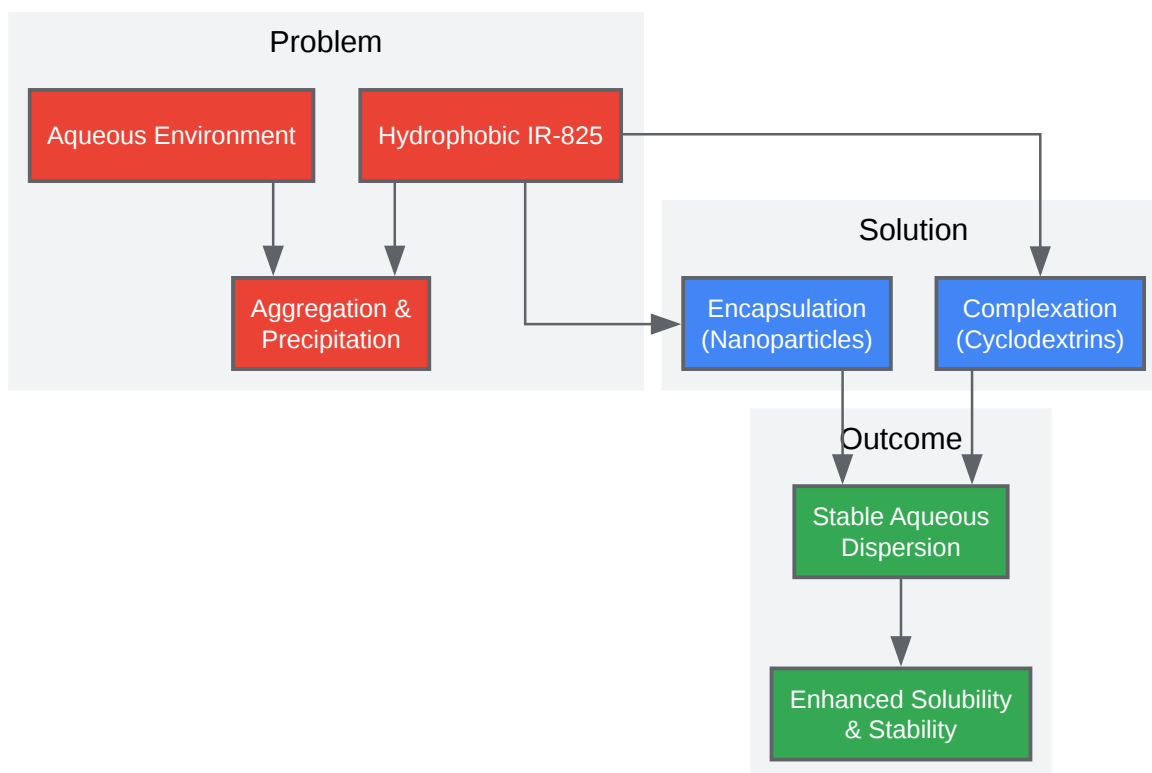 Problem
Aqueous Environment
Hydrophobic IR-825
Aggregation &
Precipitation
Solution
Encapsulation
(Nanoparticles)
Complexation
(Cyclodextrins)
Outcome
Stable Aqueous
Dispersion
Enhanced Solubility
& Stability